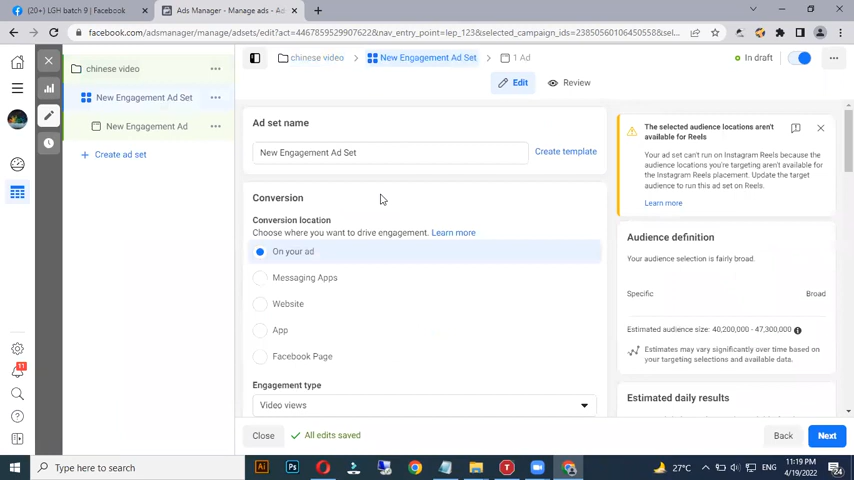 (20+) LGH batch 9 | Facebook
Ads Manager - Manage ads - Ad
facebook.com/adsmanager/manage/adsets/edit?act=446785952990762&nav_entry_point=lep_123&selected_campaign_ids=23850560106450558&sel...
chinese video
New Engagement Ad Set
1 Ad
In draft
chinese video
New Engagement Ad Set
New Engagement Ad
+ Create ad set
Edit
Review
Ad set name
New Engagement Ad Set
Create template
Conversion
Conversion location
Choose where you want to drive engagement. Learn more
On your ad
Messaging Apps
Website
App
Facebook Page
Engagement type
Video views
The selected audience locations aren't
available for Reels
Your ad set can't run on Instagram Reels because the
audience locations you're targeting aren't available
for the Instagram Reels placement. Update the target
audience to run this ad set on Reels.
Learn more
Audience definition
Your audience selection is fairly broad.
Specific
Broad
Estimated audience size: 40,200,000 - 47,300,000
Estimates may vary significantly over time based on
your targeting selections and available data.
Estimated daily results
Close
All edits saved
Back
Next
11
Type here to search
27°C
ENG
11:19 PM
4/19/2022
24